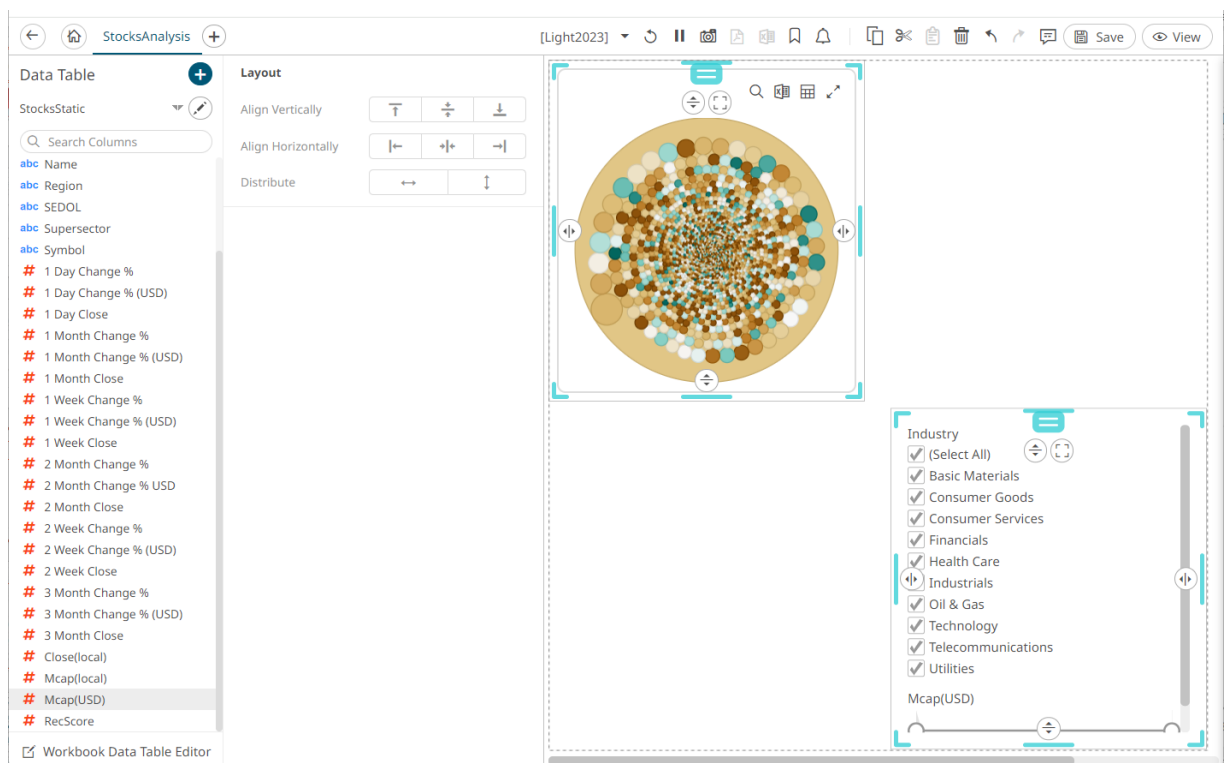 StocksAnalysis
[Light2023]
Save
View
Data Table
StocksStatic
Search Columns
abc Name
abc Region
abc SEDOL
abc Supersector
abc Symbol
# 1 Day Change %
# 1 Day Change % (USD)
# 1 Day Close
# 1 Month Change %
# 1 Month Change % (USD)
# 1 Month Close
# 1 Week Change %
# 1 Week Change % (USD)
# 1 Week Close
# 2 Month Change %
# 2 Month Change % USD
# 2 Month Close
# 2 Week Change %
# 2 Week Change % (USD)
# 2 Week Close
# 3 Month Change %
# 3 Month Change % (USD)
# 3 Month Close
# Close(local)
# Mcap(local)
# Mcap(USD)
# RecScore
Workbook Data Table Editor
Layout
Align Vertically
Align Horizontally
Distribute
Industry
(Select All)
Basic Materials
Consumer Goods
Consumer Services
Financials
Health Care
Industrials
Oil & Gas
Technology
Telecommunications
Utilities
Mcap(USD)